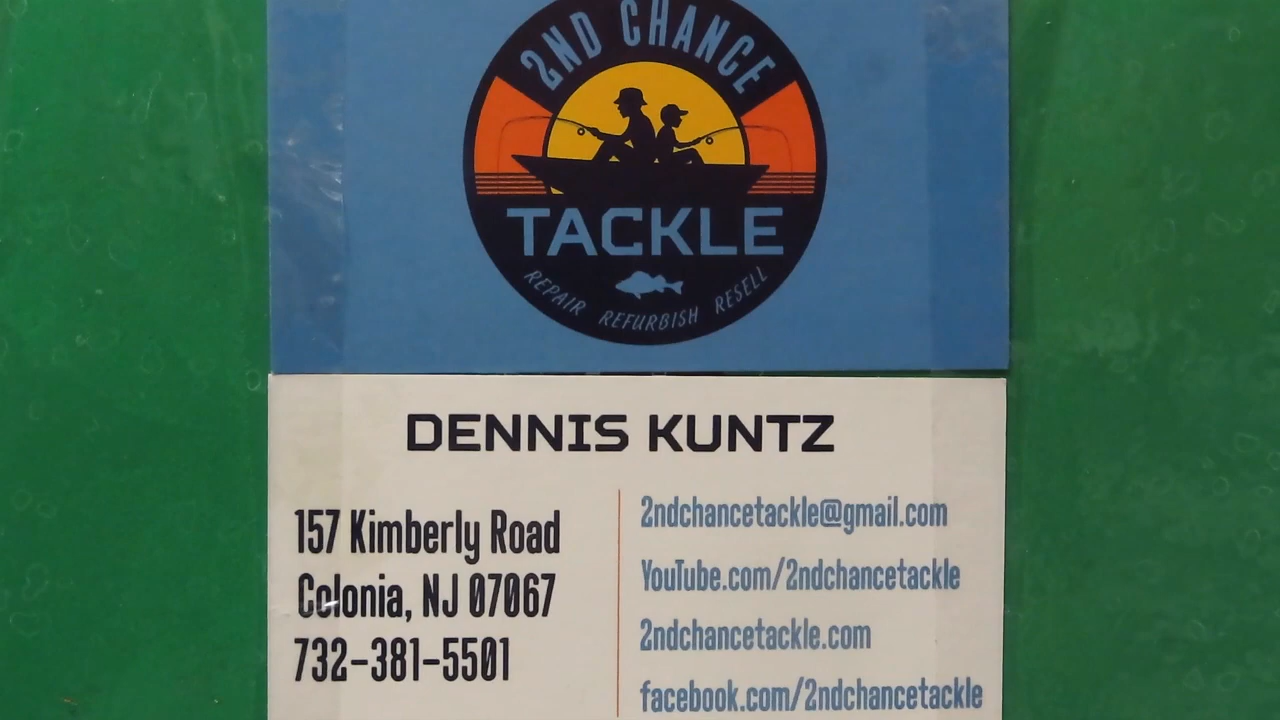 2ND CHANCE
TACKLE
REPAIR REFURBISH RESELL
DENNIS KUNTZ
157 Kimberly Road
Colonia, NJ 07067
732-381-5501
2ndchancetackle@gmail.com
YouTube.com/2ndchancetackle
2ndchancetackle.com
facebook.com/2ndchancetackle